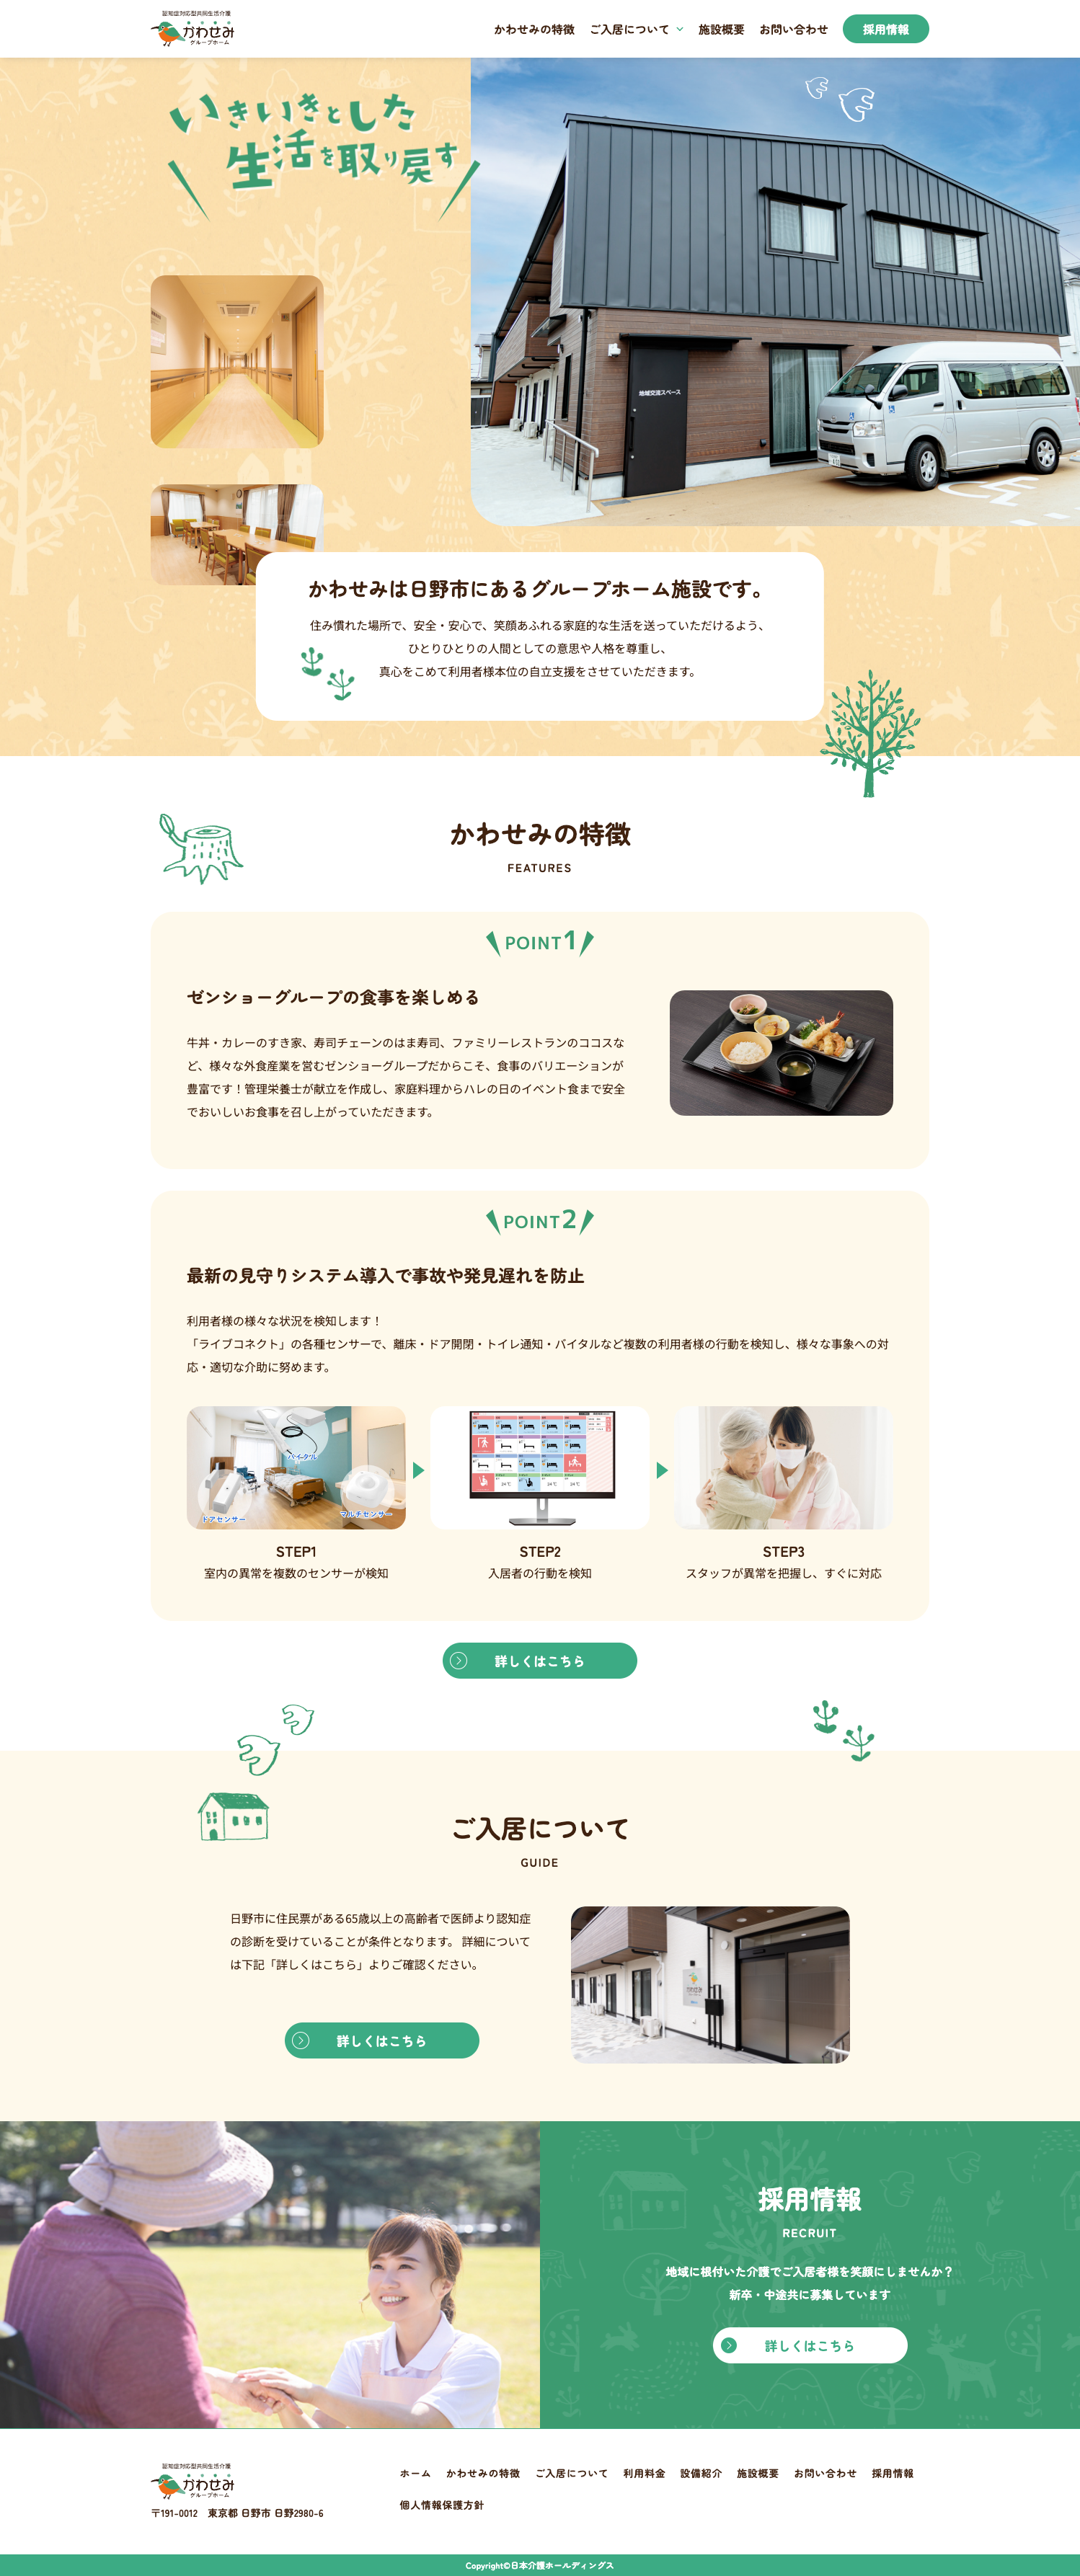 認知症対応型共同生活介護
かわせみ
グループホーム
かわせみの特徴
ご入居について
施設概要
お問い合わせ
採用情報
いきいきとした
生活を取り戻す
地域交流スペース
かわせみは日野市にあるグループホーム施設です。
住み慣れた場所で、安全・安心で、笑顔あふれる家庭的な生活を送っていただけるよう、
ひとりひとりの人間としての意思や人格を尊重し、
真心をこめて利用者様本位の自立支援をさせていただきます。
かわせみの特徴
FEATURES
POINT1
ゼンショーグループの食事を楽しめる
牛丼・カレーのすき家、寿司チェーンのはま寿司、ファミリーレストランのココスな
ど、様々な外食産業を営むゼンショーグループだからこそ、食事のバリエーションが
豊富です！管理栄養士が献立を作成し、家庭料理からハレの日のイベント食まで安全
でおいしいお食事を召し上がっていただきます。
POINT2
最新の見守りシステム導入で事故や発見遅れを防止
利用者様の様々な状況を検知します！
「ライブコネクト」の各種センサーで、離床・ドア開閉・トイレ通知・バイタルなど複数の利用者様の行動を検知し、様々な事象への対
応・適切な介助に努めます。
バイタル
ドアセンサー
マルチセンサー
STEP1
室内の異常を複数のセンサーが検知
STEP2
入居者の行動を検知
STEP3
スタッフが異常を把握し、すぐに対応
詳しくはこちら
ご入居について
GUIDE
日野市に住民票がある65歳以上の高齢者で医師より認知症
の診断を受けていることが条件となります。 詳細について
は下記「詳しくはこちら」よりご確認ください。
詳しくはこちら
かわせみ
採用情報
RECRUIT
地域に根付いた介護でご入居者様を笑顔にしませんか？
新卒・中途共に募集しています
詳しくはこちら
認知症対応型共同生活介護
かわせみ
グループホーム
〒191-0012 東京都 日野市 日野2980-6
ホーム
かわせみの特徴
ご入居について
利用料金
設備紹介
施設概要
お問い合わせ
採用情報
個人情報保護方針
Copyright©日本介護ホールディングス